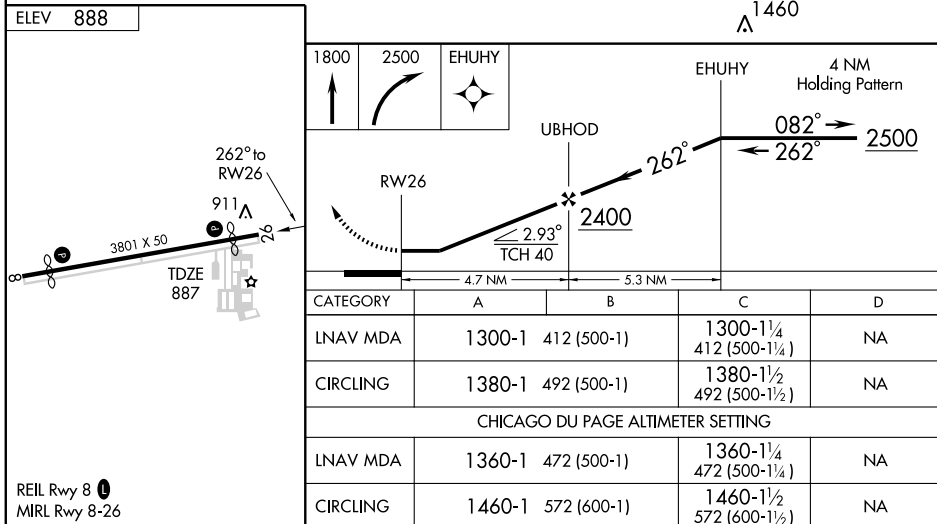 ELEV 888
1460
1800
2500
EHUHY
262° to
RW26
911
26
3801 X 50
8
P
P
TDZE
887
REIL Rwy 8 L
MIRL Rwy 8-26
EHUHY
4 NM
Holding Pattern
082°
262°
2500
UBHOD
262°
RW26
2400
2.93°
TCH 40
4.7 NM
5.3 NM
CATEGORY A B C D
LNAV MDA 1300-1 412 (500-1) 1300-1¼ 412 (500-1¼) NA
CIRCLING 1380-1 492 (500-1) 1380-1½ 492 (500-1½) NA
CHICAGO DU PAGE ALTIMETER SETTING
LNAV MDA 1360-1 472 (500-1) 1360-1¼ 472 (500-1¼) NA
CIRCLING 1460-1 572 (600-1) 1460-1½ 572 (600-1½) NA